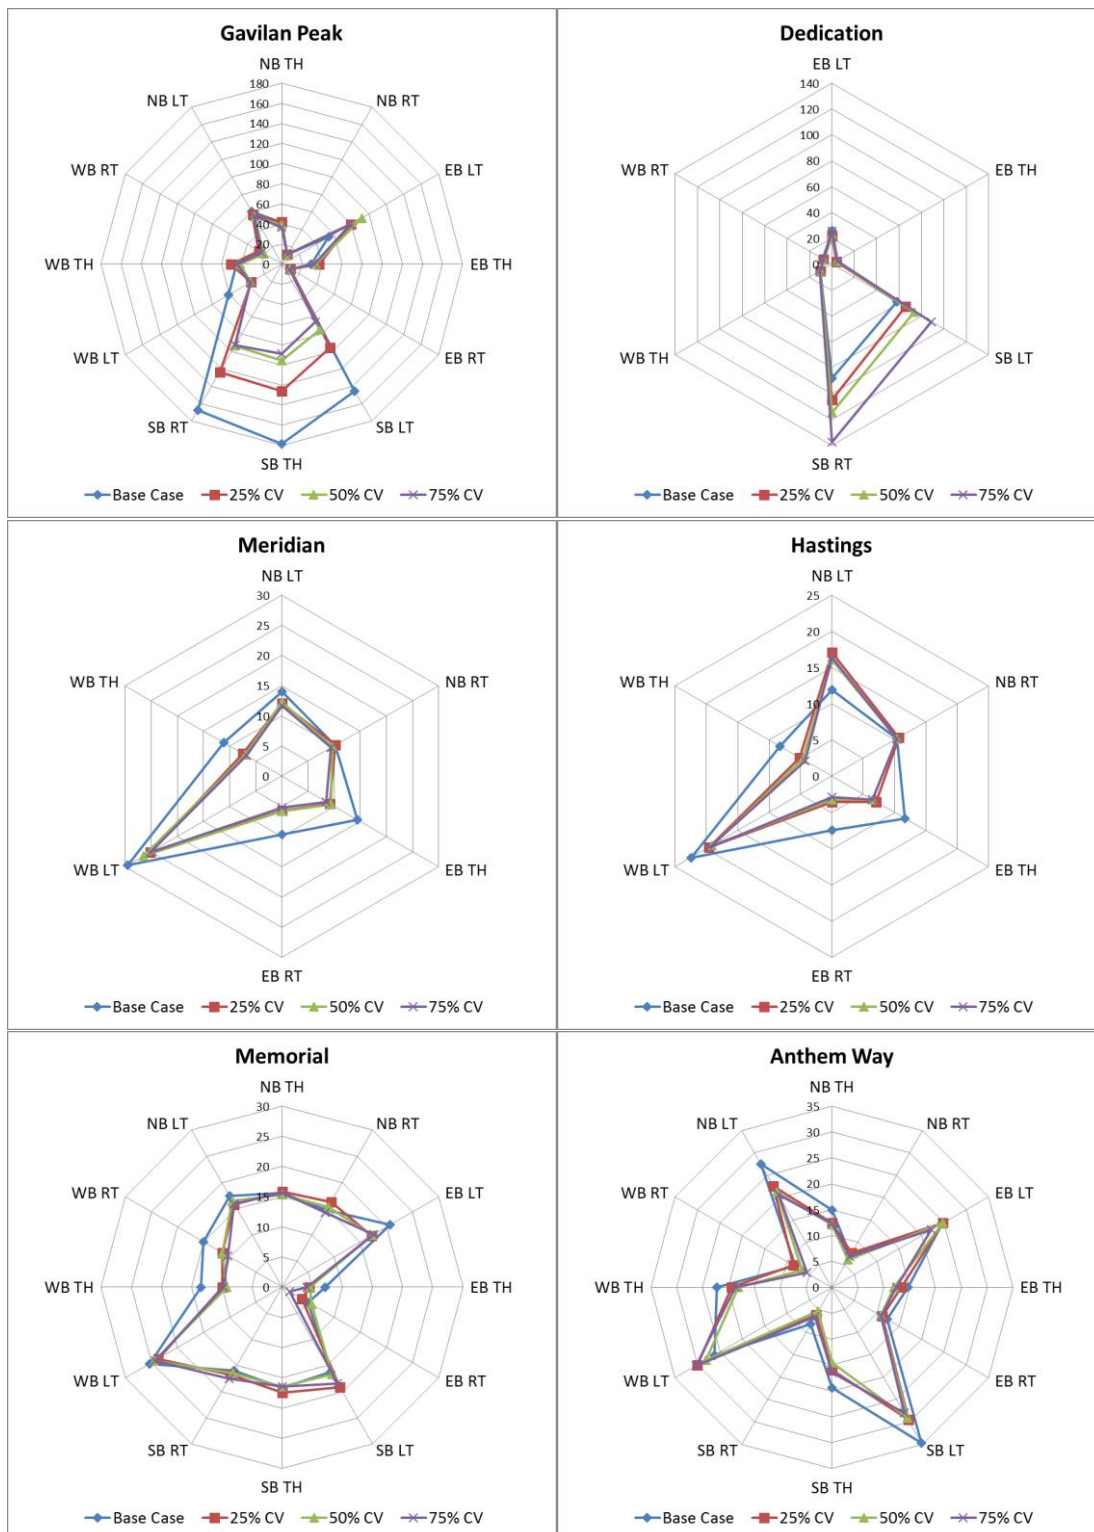 Gavilan Peak
NB TH
180
160
140
120
100
80
60
40
20
0
NB RT
EB LT
EB TH
EB RT
SB LT
SB TH
SB RT
WB LT
WB TH
WB RT
NB LT
Base Case 25% CV 50% CV 75% CV
Dedication
EB LT
140
120
100
80
60
40
20
0
EB TH
SB LT
SB RT
WB TH
WB RT
Base Case 25% CV 50% CV 75% CV
Meridian
NB LT
30
25
20
15
10
5
0
NB RT
EB TH
EB RT
WB LT
WB TH
Base Case 25% CV 50% CV 75% CV
Hastings
NB LT
25
20
15
10
5
0
NB RT
EB TH
EB RT
WB LT
WB TH
Base Case 25% CV 50% CV 75% CV
Memorial
NB TH
30
25
20
15
10
5
0
NB RT
EB LT
EB TH
EB RT
SB LT
SB TH
SB RT
WB LT
WB TH
WB RT
NB LT
Base Case 25% CV 50% CV 75% CV
Anthem Way
NB TH
35
30
25
20
15
10
5
0
NB RT
EB LT
EB TH
EB RT
SB LT
SB TH
SB RT
WB LT
WB TH
WB RT
NB LT
Base Case 25% CV 50% CV 75% CV